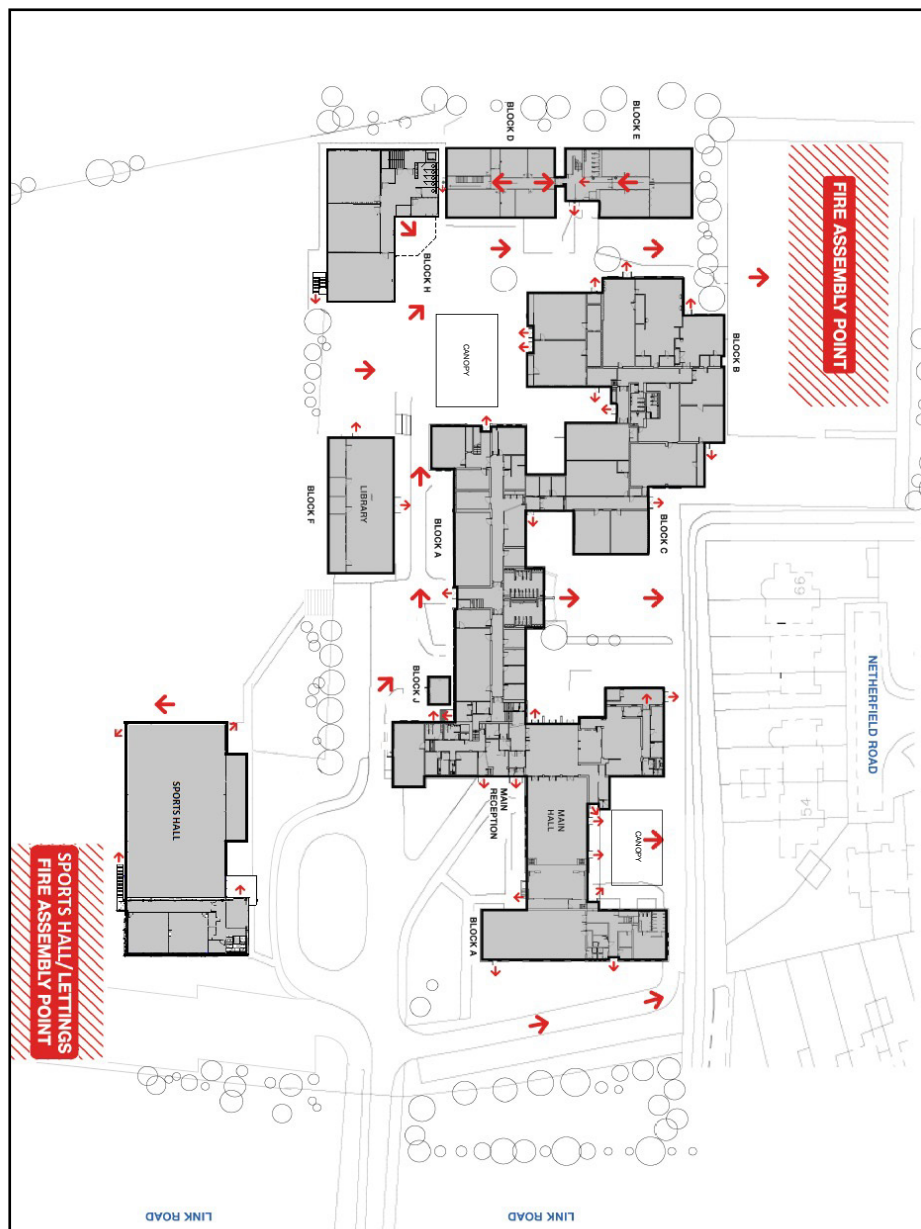 BLOCK D
BLOCK E
FIRE ASSEMBLY POINT
BLOCK H
CANOPY
BLOCK B
LIBRARY
BLOCK F
BLOCK A
BLOCK C
66
NETHERFIELD ROAD
BLOCK J
SPORTS HALL
MAIN
RECEPTION
MAIN
HALL
CANOPY
54
SPORTS HALL/LETTINGS
FIRE ASSEMBLY POINT
BLOCK A
LINK ROAD
LINK ROAD